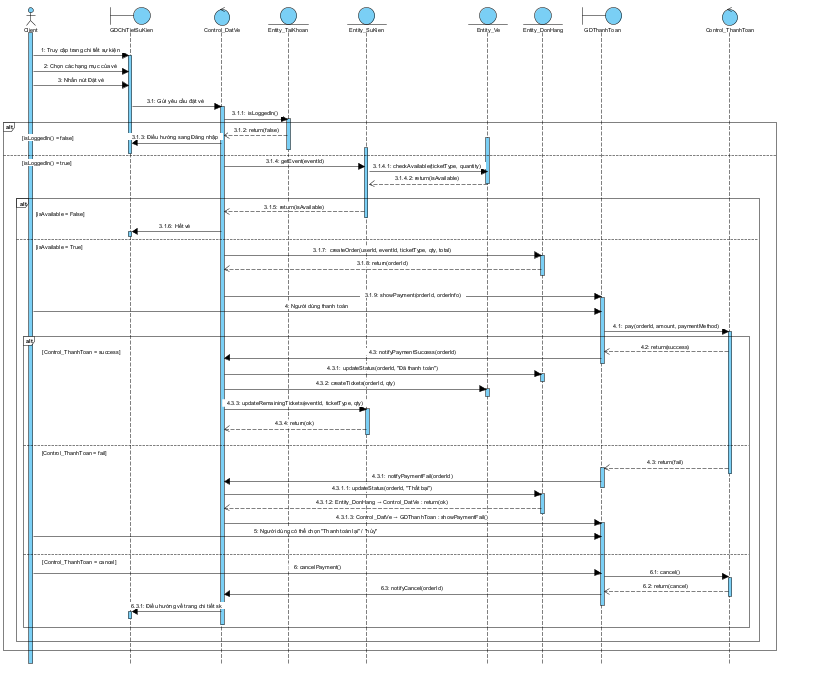 Client
GDChiTietSuKien
Control_DatVe
Entity_TaiKhoan
Entity_SuKien
Entity_Ve
Entity_DonHang
GDThanhToan
Control_ThanhToan
1: Truy cập trang chi tiết sự kiện
2: Chọn các hạng mục của vé
3: Nhấn nút Đặt vé
3.1: Gửi yêu cầu đặt vé
3.1.1: isLoggedIn()
alt
3.1.2: return(false)
[isLoggedIn() = false]
3.1.3: Điều hướng sang Đăng nhập
[isLoggedIn() = true]
3.1.4: getEvent(eventId)
3.1.4.1: checkAvailable(ticketType, quantity)
3.1.4.2: return(isAvailable)
alt
3.1.5: return(isAvailable)
[isAvailable = False]
3.1.6: Hết vé
[isAvailable = True]
3.1.7: createOrder(userId, eventId, ticketType, qty, total)
3.1.8: return(orderId)
3.1.9: showPayment(orderId, orderInfo)
4: Người dùng thanh toán
4.1: pay(orderId, amount, paymentMethod)
alt
4.2: return(success)
[Control_ThanhToan = success]
4.3: notifyPaymentSuccess(orderId)
4.3.1: updateStatus(orderId, "Đã thanh toán")
4.3.2: createTickets(orderId, qty)
4.3.3: updateRemainingTickets(eventId, ticketType, qty)
4.3.4: return(ok)
[Control_ThanhToan = fail]
4.3: return(fail)
4.3.1: notifyPaymentFail(orderId)
4.3.1.1: updateStatus(orderId, "Thất bại")
4.3.1.2: Entity_DonHang → Control_DatVe : return(ok)
4.3.1.3: Control_DatVe → GDThanhToan : showPaymentFail()
5: Người dùng có thể chọn "Thanh toán lại" / "hủy"
[Control_ThanhToan = cancel]
6: cancelPayment()
6.1: cancel()
6.2: return(cancel)
6.3: notifyCancel(orderId)
6.3.1: Điều hướng về trang chi tiết sk